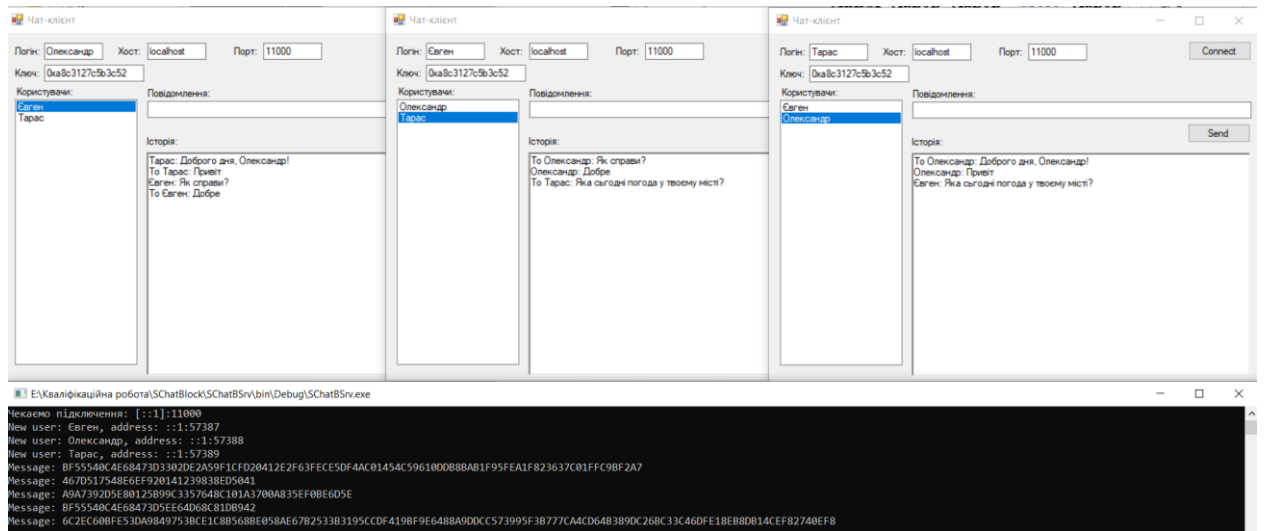 Чат-клієнт
Логін: Олександр Хост: localhost Порт: 11000
Ключ: 0xa8c3127c5b3c52
Користувачи: Повідомлення:
Євген
Тарас
Історія:
Тарас: Доброго дня, Олександр!
To Тарас: Привіт
Євген: Як справи?
To Євген: Добре
Чат-клієнт
Логін: Євген Хост: localhost Порт: 11000
Ключ: 0xa8c3127c5b3c52
Користувачи: Повідомлення:
Олександр
Тарас
Історія:
To Олександр: Як справи?
Олександр: Добре
To Тарас: Яка сьгодні погода у твоєму місті?
Чат-клієнт
Логін: Тарас Хост: localhost Порт: 11000 Connect
Ключ: 0xa8c3127c5b3c52
Користувачи: Повідомлення:
Євген
Олександр
Send
Історія:
To Олександр: Доброго дня, Олександр!
Олександр: Привіт
Євген: Яка сьгодні погода у твоєму місті?
E:\Кваліфікаційна робота\SChatBlock\SChatBSrv\bin\Debug\SChatBSrv.exe
Чекаємо підключення: [::1]:11000
New user: Євген, address: ::1:57387
New user: Олександр, address: ::1:57388
New user: Тарас, address: ::1:57389
Message: BF55540C4E68473D3302DE2A59F1CFD20412E2F63FECE5DF4AC01454C59610DDB8BAB1F95FEA1F823637C01FFC9BF2A7
Message: 467D517548E6EF920141239838ED5041
Message: A9A7392D5E80125B99C3357648C101A3700A835EF0BE6D5E
Message: BF55540C4E68473D5EE64D68C81DB942
Message: 6C2EC60BFE53DA9849753BCE1C8B568BE058AE67B2533B3195CCDF419BF9E6488A9DDCC573995F3B777CA4CD64B389DC26BC33C46DFE18EB8DB14CEF82740EF8